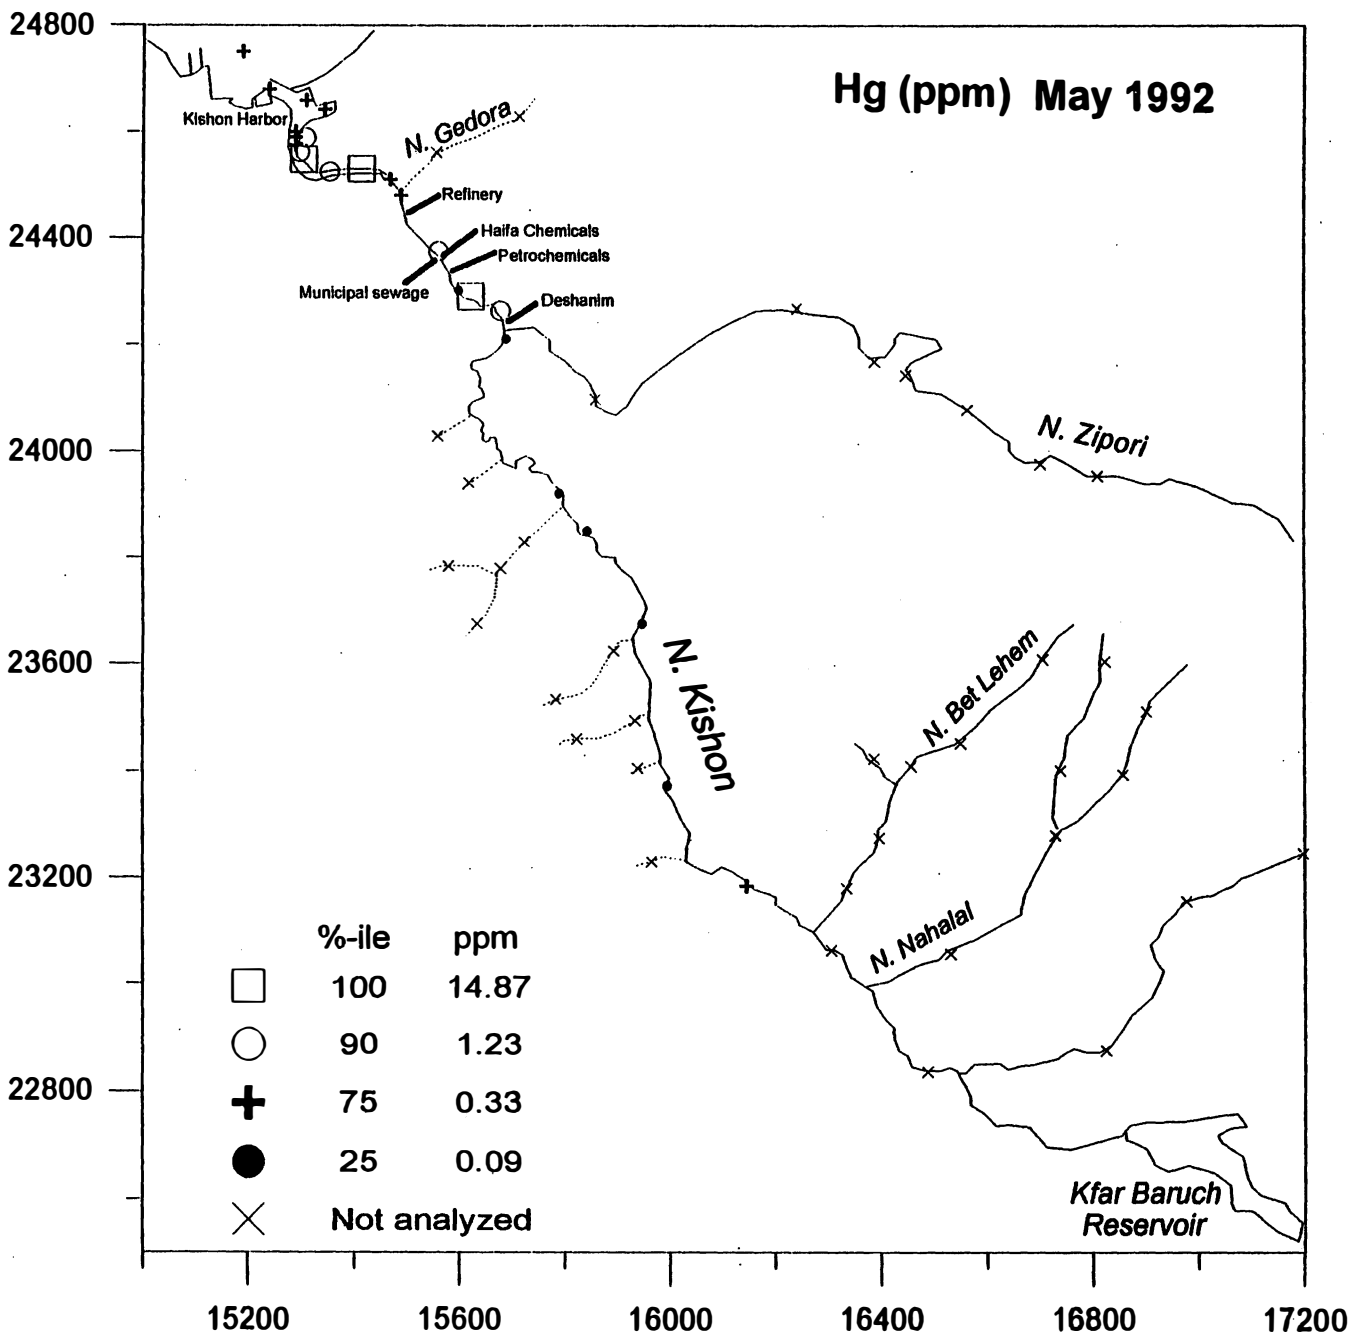 24800
24400
24000
23600
23200
22800
Hg (ppm) May 1992
Kishon Harbor
N. Gedora
Refinery
Haifa Chemicals
Petrochemicals
Municipal sewage
Deshanim
N. Zipori
N. Kishon
N. Bet Lehem
N. Nahalal
Kfar Baruch
Reservoir
%-ile ppm
100 14.87
90 1.23
75 0.33
25 0.09
Not analyzed
15200 15600 16000 16400 16800 17200